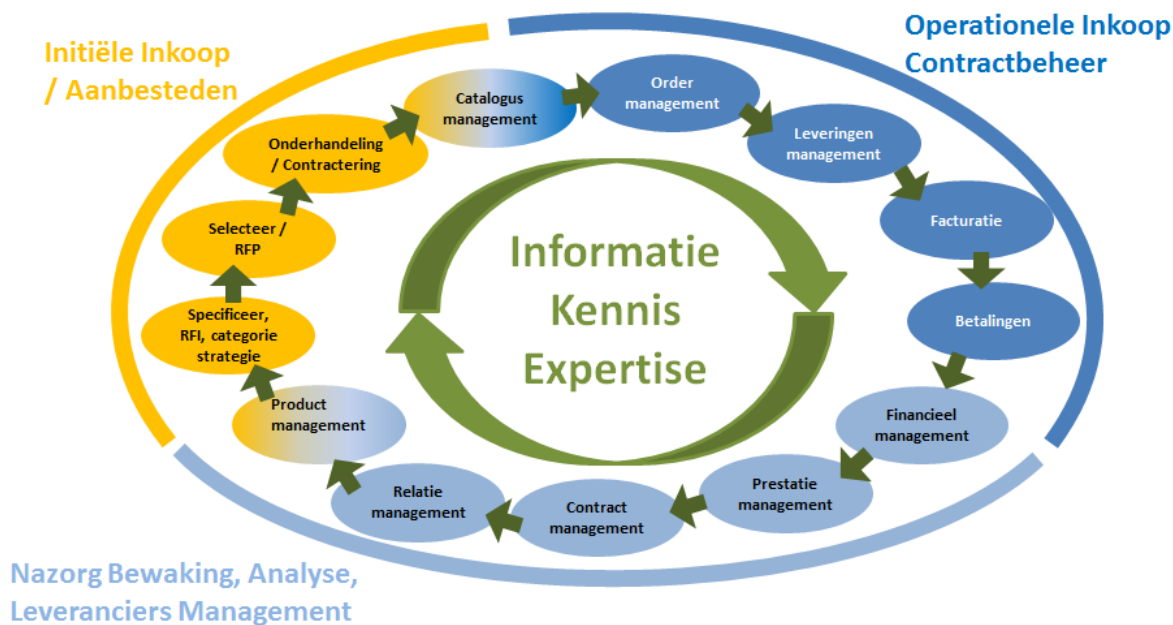 Initiële Inkoop
/ Aanbesteden
Operationele Inkoop
Contractbeheer
Catalogus
management
Order
management
Leveringen
management
Facturatie
Betalingen
Financieel
management
Prestatie
management
Contract
management
Relatie
management
Product
management
Specificeer,
RFI, categorie
strategie
Selecteer /
RFP
Onderhandeling
/ Contractering
Informatie
Kennis
Expertise
Nazorg Bewaking, Analyse,
Leveranciers Management